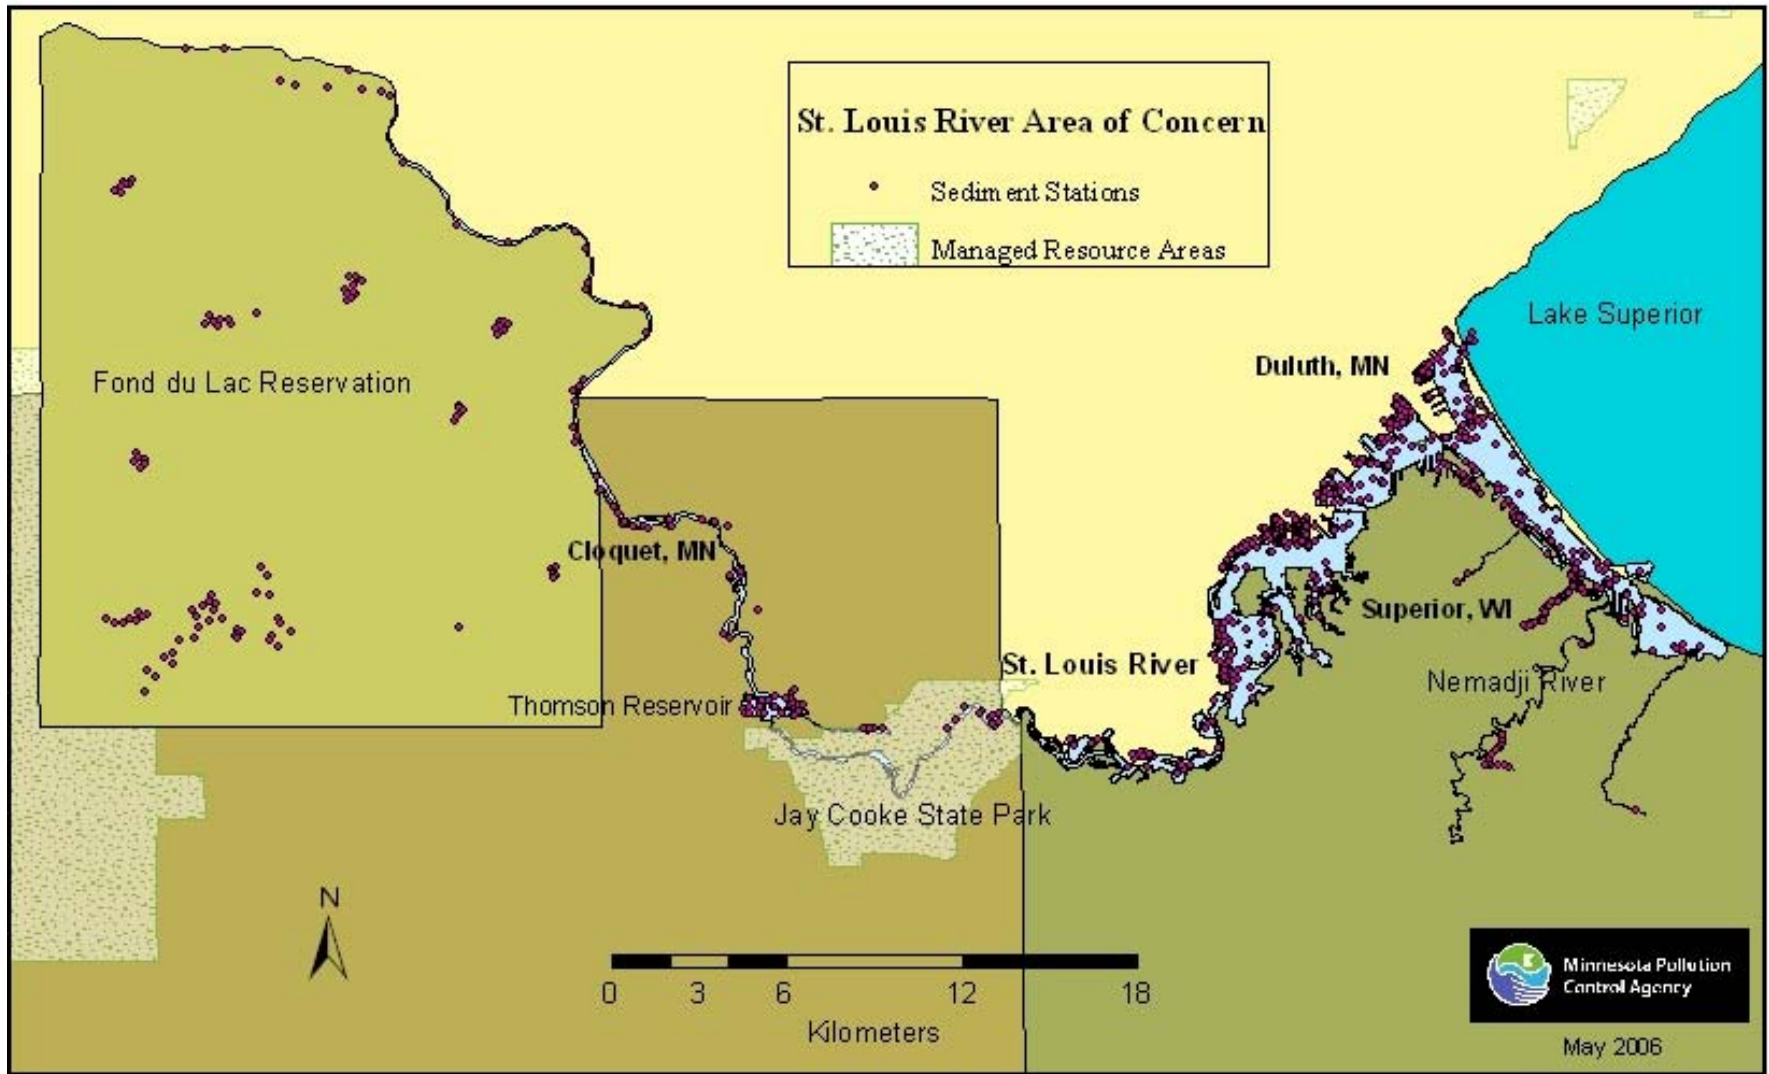 St. Louis River Area of Concern
Sediment Stations
Managed Resource Areas
Lake Superior
Duluth, MN
Fond du Lac Reservation
Cloquet, MN
Superior, WI
St. Louis River
Nemadji River
Thomson Reservoir
Jay Cooke State Park
N
0 3 6 12 18
Kilometers
Minnesota Pollution
Control Agency
May 2006